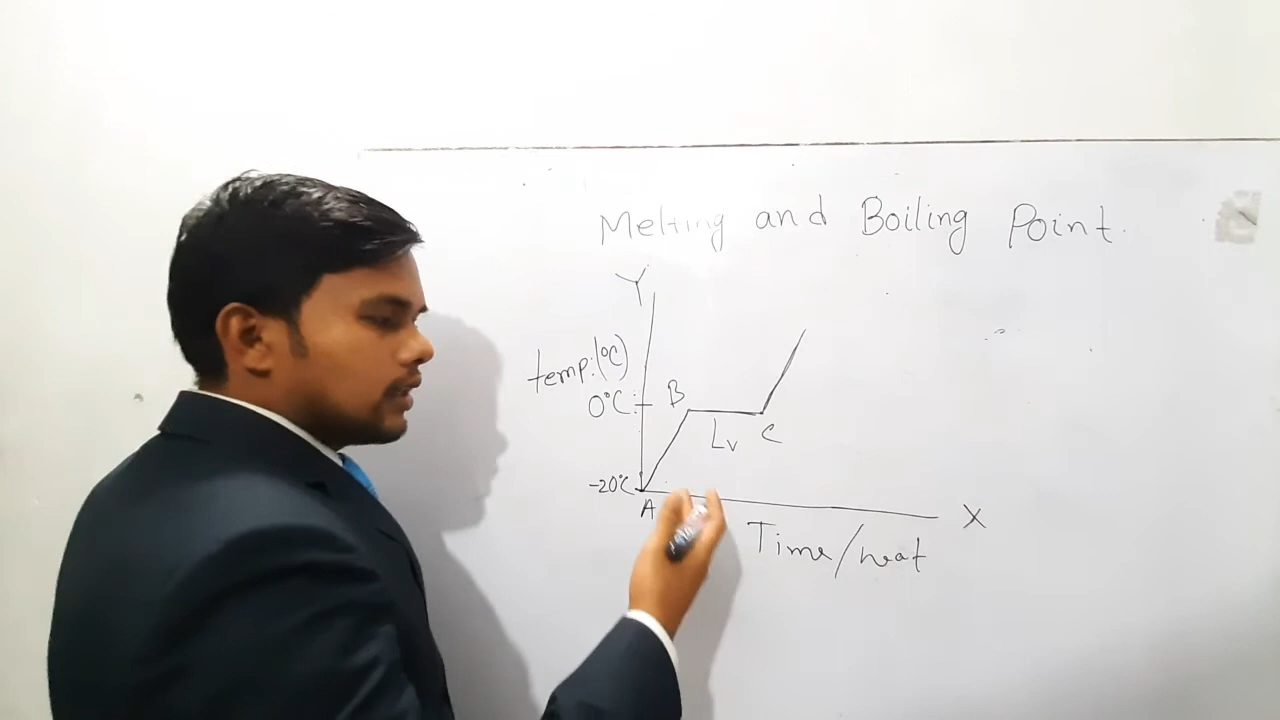 Melting and Boiling Point.
Y
temp:(°C)
0°C
B
Lv
C
-20°C
A
X
Time/heat